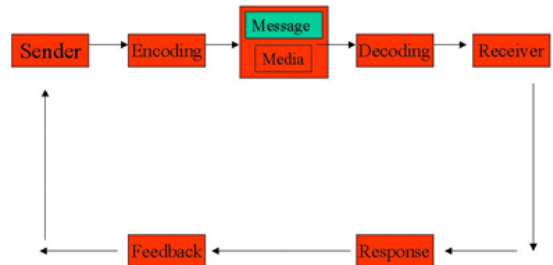 Sender
Encoding
Message
Media
Decoding
Receiver
Feedback
Response